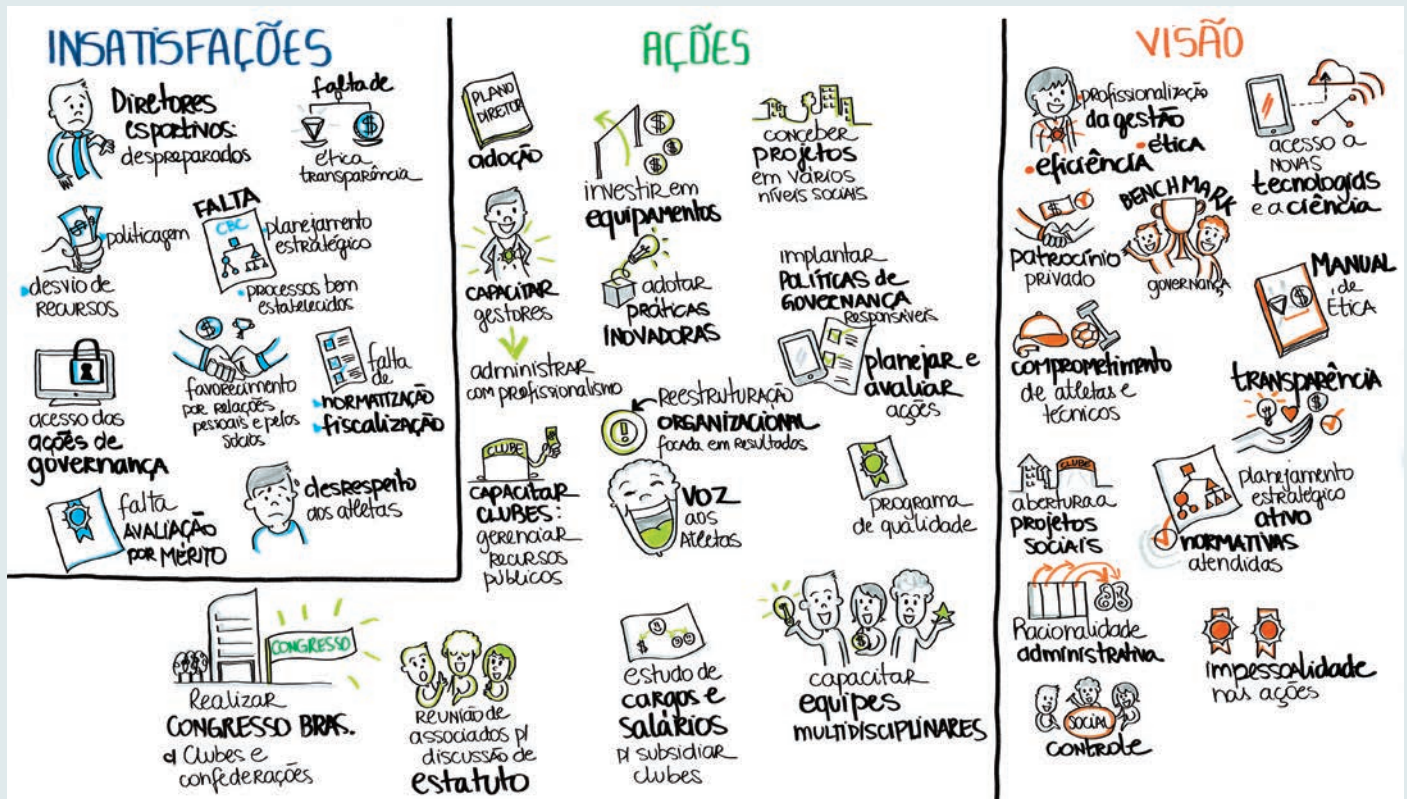 INSATISFAÇÕES
Diretores
esportivos:
despreparados
falta de
$
ética
transparência
$
politicagem
desvio de
RECURSOS
FALTA
CBC
planejamento
estratégico
processos bem
estabelecidos
acesso das
ações de
governança
$
favorecimento
por relações
pessoais e pelos
sócios
falta
de
NORMATIZAÇÃO
fiscalização
falta
AVALIAÇÃO
POR MÉRITO
desrespeito
aos atletas
AÇÕES
PLANO
DIRETOR
adoção
$
$
$
investir em
equipamentos
conceber
PROJETOS
em vários
níveis sociais
CAPACITAR
gestores
administrar
com profissionalismo
adotar
PRÁTICAS
INOVADORAS
implantar
POLÍTICAS de
GOVERNANÇA
RESPONSÁVEIS
planejar e
avaliar
ações
REESTRUTURAÇÃO
ORGANIZACIONAL
focada em Resultados
CLUBE
CAPACITAR
CLUBES:
gerenciar
RECURSOS
PÚBLICOS
VOZ
aos
Atletas
programa
de qualidade
CONGRESSO
Realizar
CONGRESSO BRAS.
d Clubes e
confederações
REUNIÃO de
associados p/
discussão de
estatuto
$
estudo de
cargos e
salários
p/ subsidiar
clubes
$
capacitar
equipes
MULTIDISCIPLINARES
VISÃO
profissionalização
da gestão
ética
eficiência
acesso a
NOVAS
tecnologias
e a ciência
patrocínio
privado
BENCHMARK
governança
$
MANUAL
de
ÉTICA
comprometimento
de atletas e
técnicos
TRANSPARÊNCIA
$
CLUBE
abertura a
PROJETOS
SOCIAIS
planejamento
estratégico
ativo
NORMATIVAS
atendidas
Racionalidade
administrativa
impessoalidade
nas ações
SOCIAL
CONTROLE